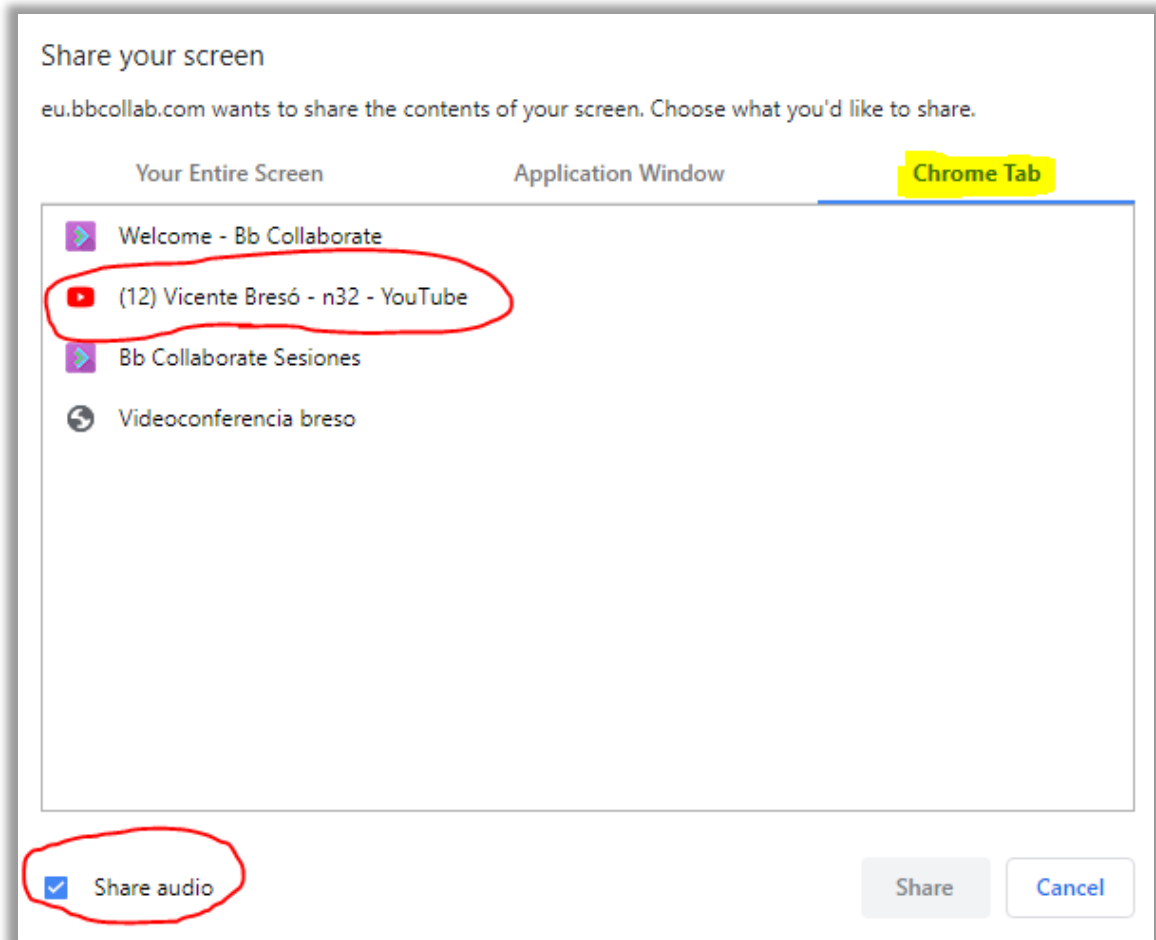 Share your screen
eu.bbcollab.com wants to share the contents of your screen. Choose what you'd like to share.
Your Entire Screen Application Window Chrome Tab
Welcome - Bb Collaborate
(12) Vicente Bresó - n32 - YouTube
Bb Collaborate Sesiones
Videoconferencia breso
Share audio Share Cancel